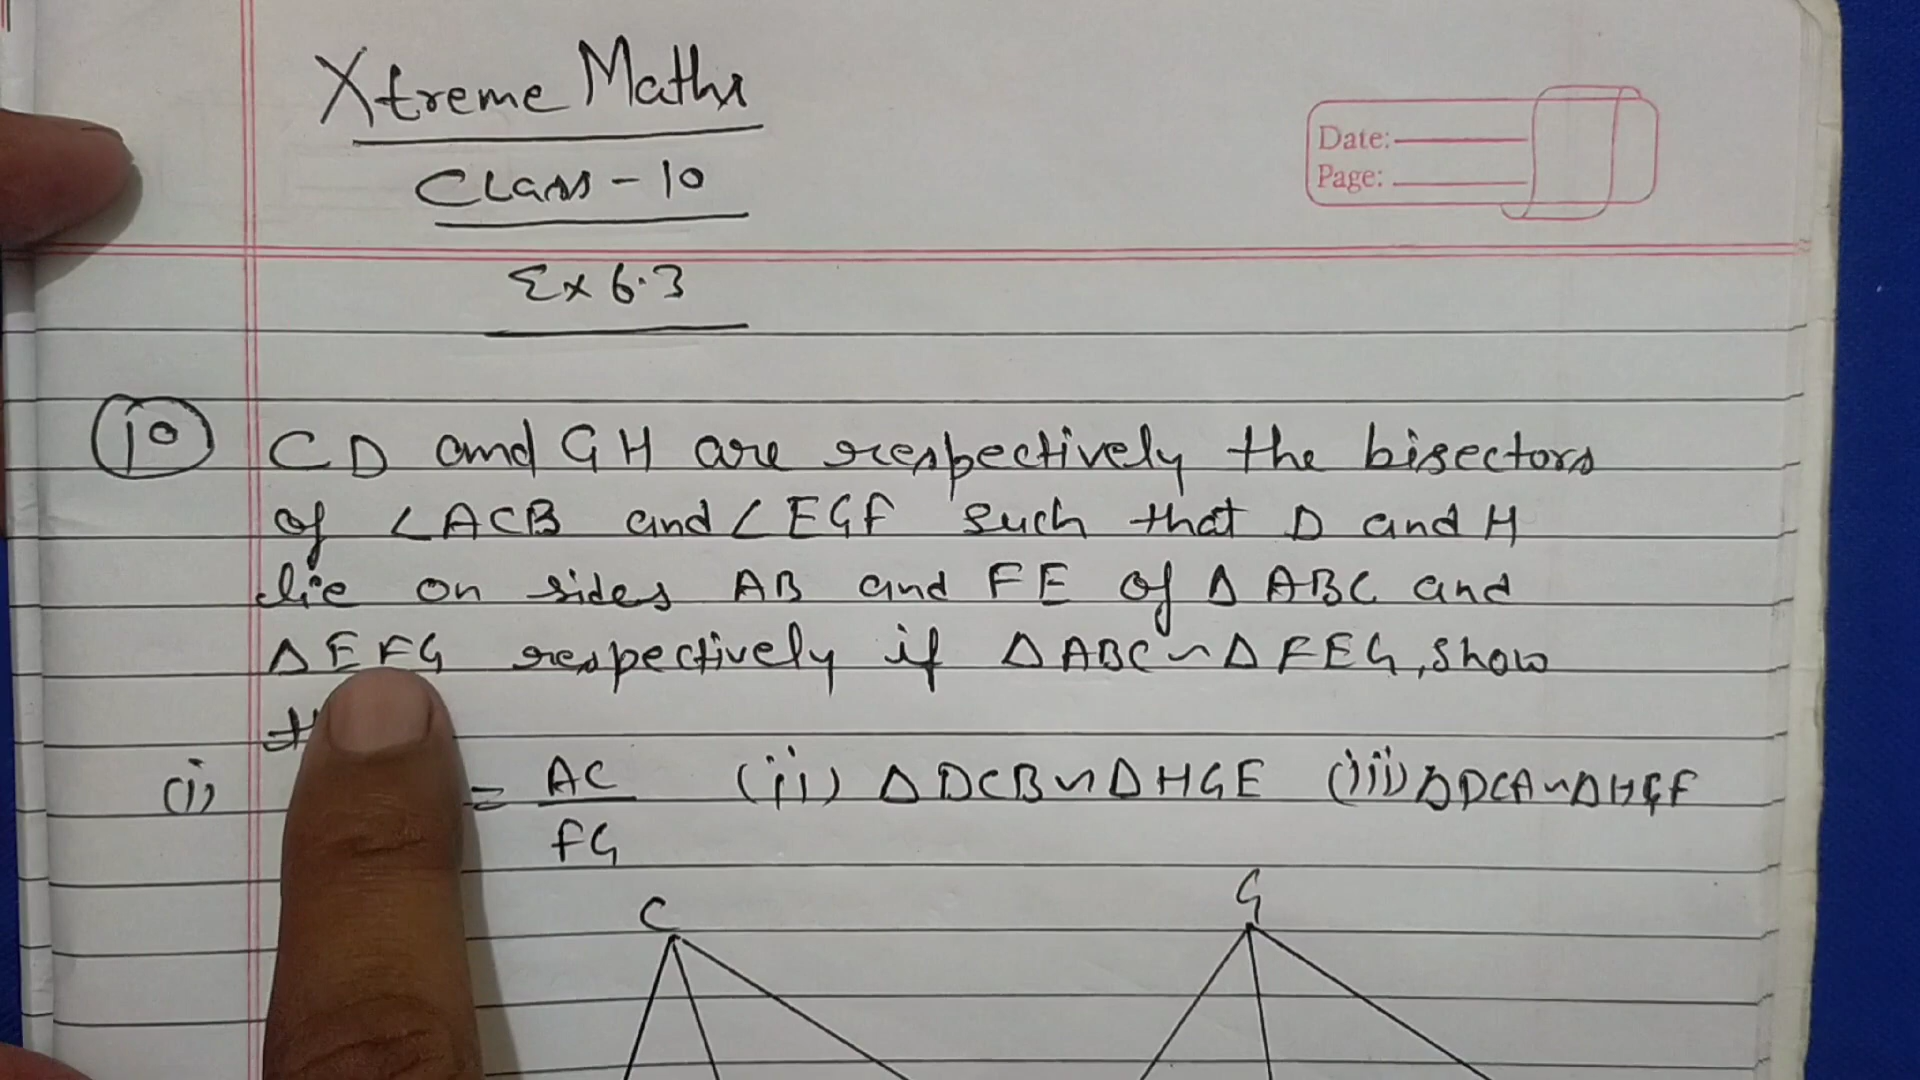 Xtreme Maths
Class - 10
Date:
Page:
Ex 6.3
10 CD and GH are respectively the bisectors
of ∠ACB and ∠EGF such that D and H
lie on sides AB and FE of Δ ABC and
Δ EFG respectively if Δ ABC ~ Δ FEG, show
(i) = AC/FG (ii) Δ DCB ~ Δ HGE (iii) Δ DCA ~ Δ HGF
C G